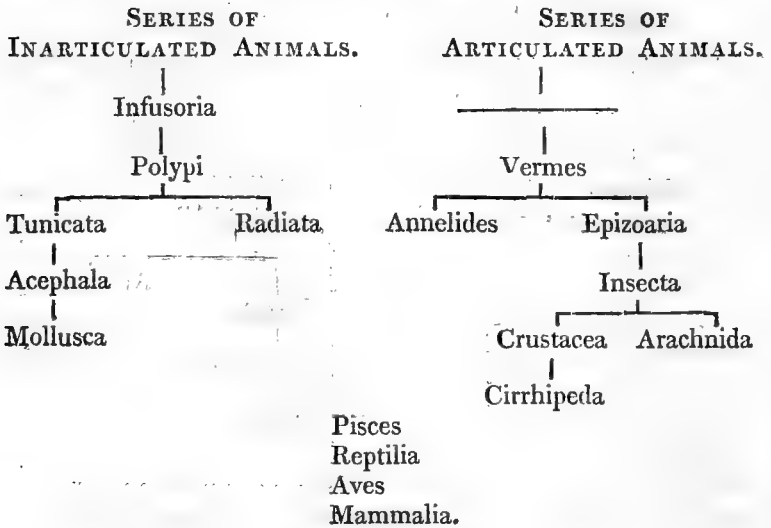 SERIES OF
INARTICULATED ANIMALS.
Infusoria
Polypi
Tunicata Radiata
Acephala
Mollusca
SERIES OF
ARTICULATED ANIMALS.
Vermes
Annelides Epizoaria
Insecta
Crustacea Arachnida
Cirrhipeda
Pisces
Reptilia
Aves
Mammalia.